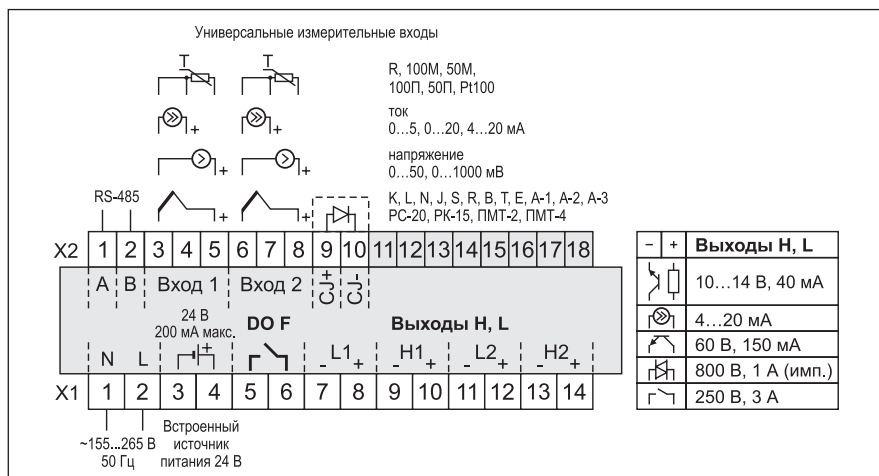 Универсальные измерительные входы
T T
R, 100М, 50М,
100П, 50П, Pt100
ток
0...5, 0...20, 4...20 мА
+ +
напряжение
0...50, 0...1000 мВ
+ +
K, L, N, J, S, R, B, T, E, A-1, A-2, A-3
РС-20, РК-15, ПМТ-2, ПМТ-4
RS-485
+ +
X2 1 2 3 4 5 6 7 8 9 10 11 12 13 14 15 16 17 18
A B Вход 1 Вход 2 CJ+ CJ-
24 В
200 мА макс.
DO F
Выходы H, L
N L + - L1 + - H1 + - L2 + - H2 +
X1 1 2 3 4 5 6 7 8 9 10 11 12 13 14
~155...265 В
50 Гц
Встроенный
источник
питания 24 В
- + Выходы H, L
10...14 В, 40 мА
4...20 мА
60 В, 150 мА
800 В, 1 А (имп.)
250 В, 3 А